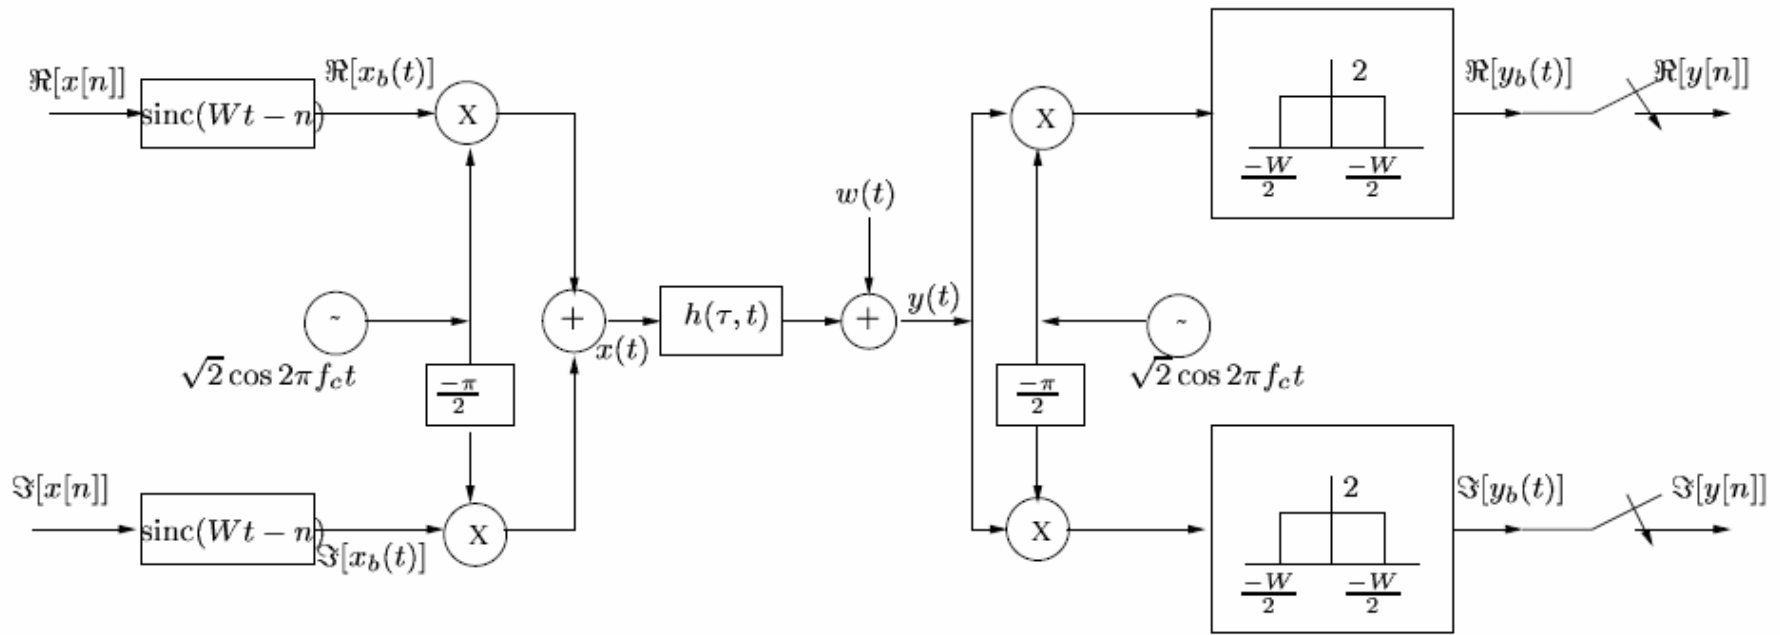 ℜ[x[n]]
sinc(Wt − n)
ℜ[x_b(t)]
X
~
√2 cos 2πf_ct
−π/2
ℑ[x[n]]
sinc(Wt − n)
ℑ[x_b(t)]
X
+
x(t)
h(τ, t)
w(t)
+
y(t)
X
~
√2 cos 2πf_ct
−π/2
X
2
−W/2
−W/2
ℜ[y_b(t)]
ℜ[y[n]]
2
−W/2
−W/2
ℑ[y_b(t)]
ℑ[y[n]]